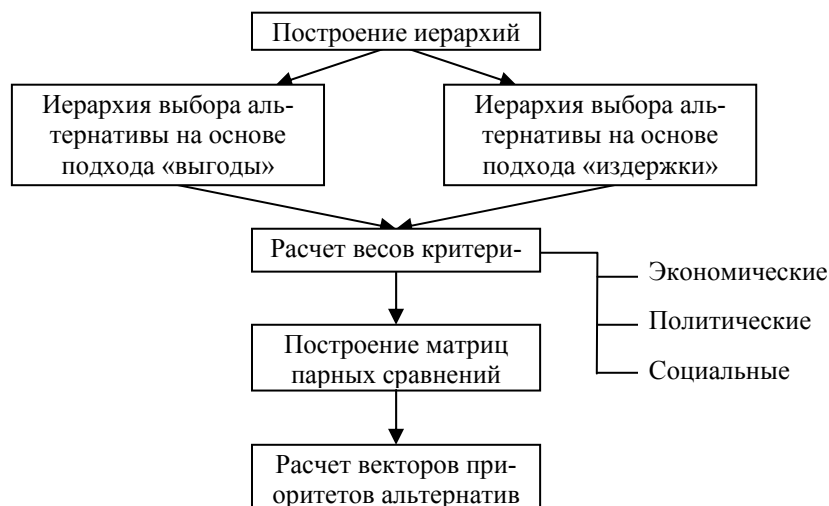 Построение иерархий
Иерархия выбора аль-
тернативы на основе
подхода «выгоды»
Иерархия выбора аль-
тернативы на основе
подхода «издержки»
Расчет весов критери-
Экономические
Политические
Социальные
Построение матриц
парных сравнений
Расчет векторов при-
оритетов альтернатив